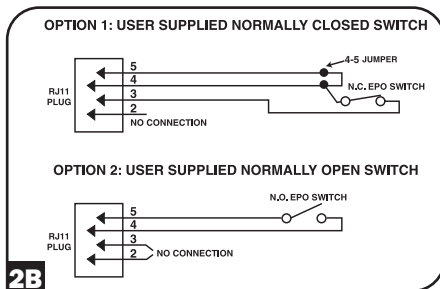 OPTION 1: USER SUPPLIED NORMALLY CLOSED SWITCH
4-5 JUMPER
5
4
N.C. EPO SWITCH
RJ11
PLUG
3
2
NO CONNECTION
OPTION 2: USER SUPPLIED NORMALLY OPEN SWITCH
N.O. EPO SWITCH
5
4
RJ11
PLUG
3
2
NO CONNECTION
2B